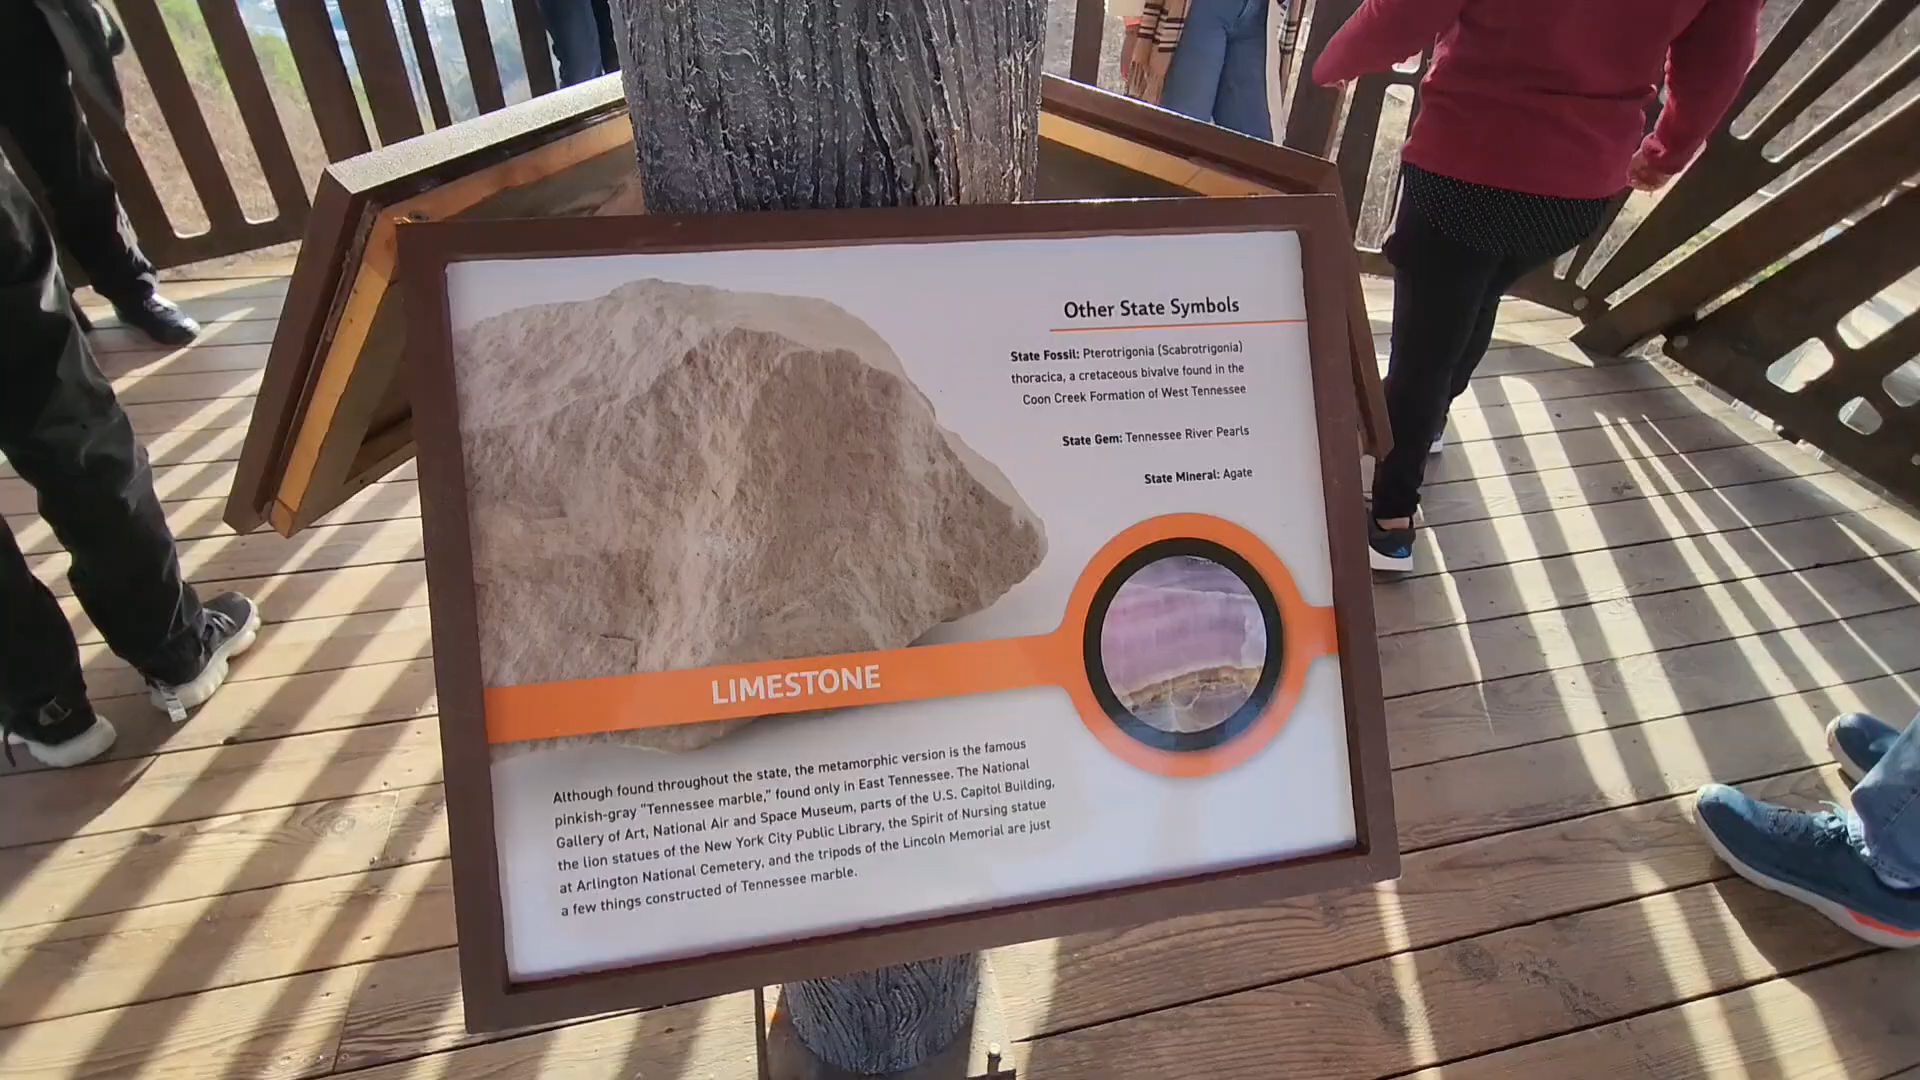 Other State Symbols
State Fossil: Pterotrigonia (Scabrotrigonia)
thoracica, a cretaceous bivalve found in the
Coon Creek Formation of West Tennessee
State Gem: Tennessee River Pearls
State Mineral: Agate
LIMESTONE
Although found throughout the state, the metamorphic version is the famous
pinkish-gray "Tennessee marble," found only in East Tennessee. The National
Gallery of Art, National Air and Space Museum, parts of the U.S. Capitol Building,
the lion statues of the New York City Public Library, the Spirit of Nursing statue
at Arlington National Cemetery, and the tripods of the Lincoln Memorial are just
a few things constructed of Tennessee marble.